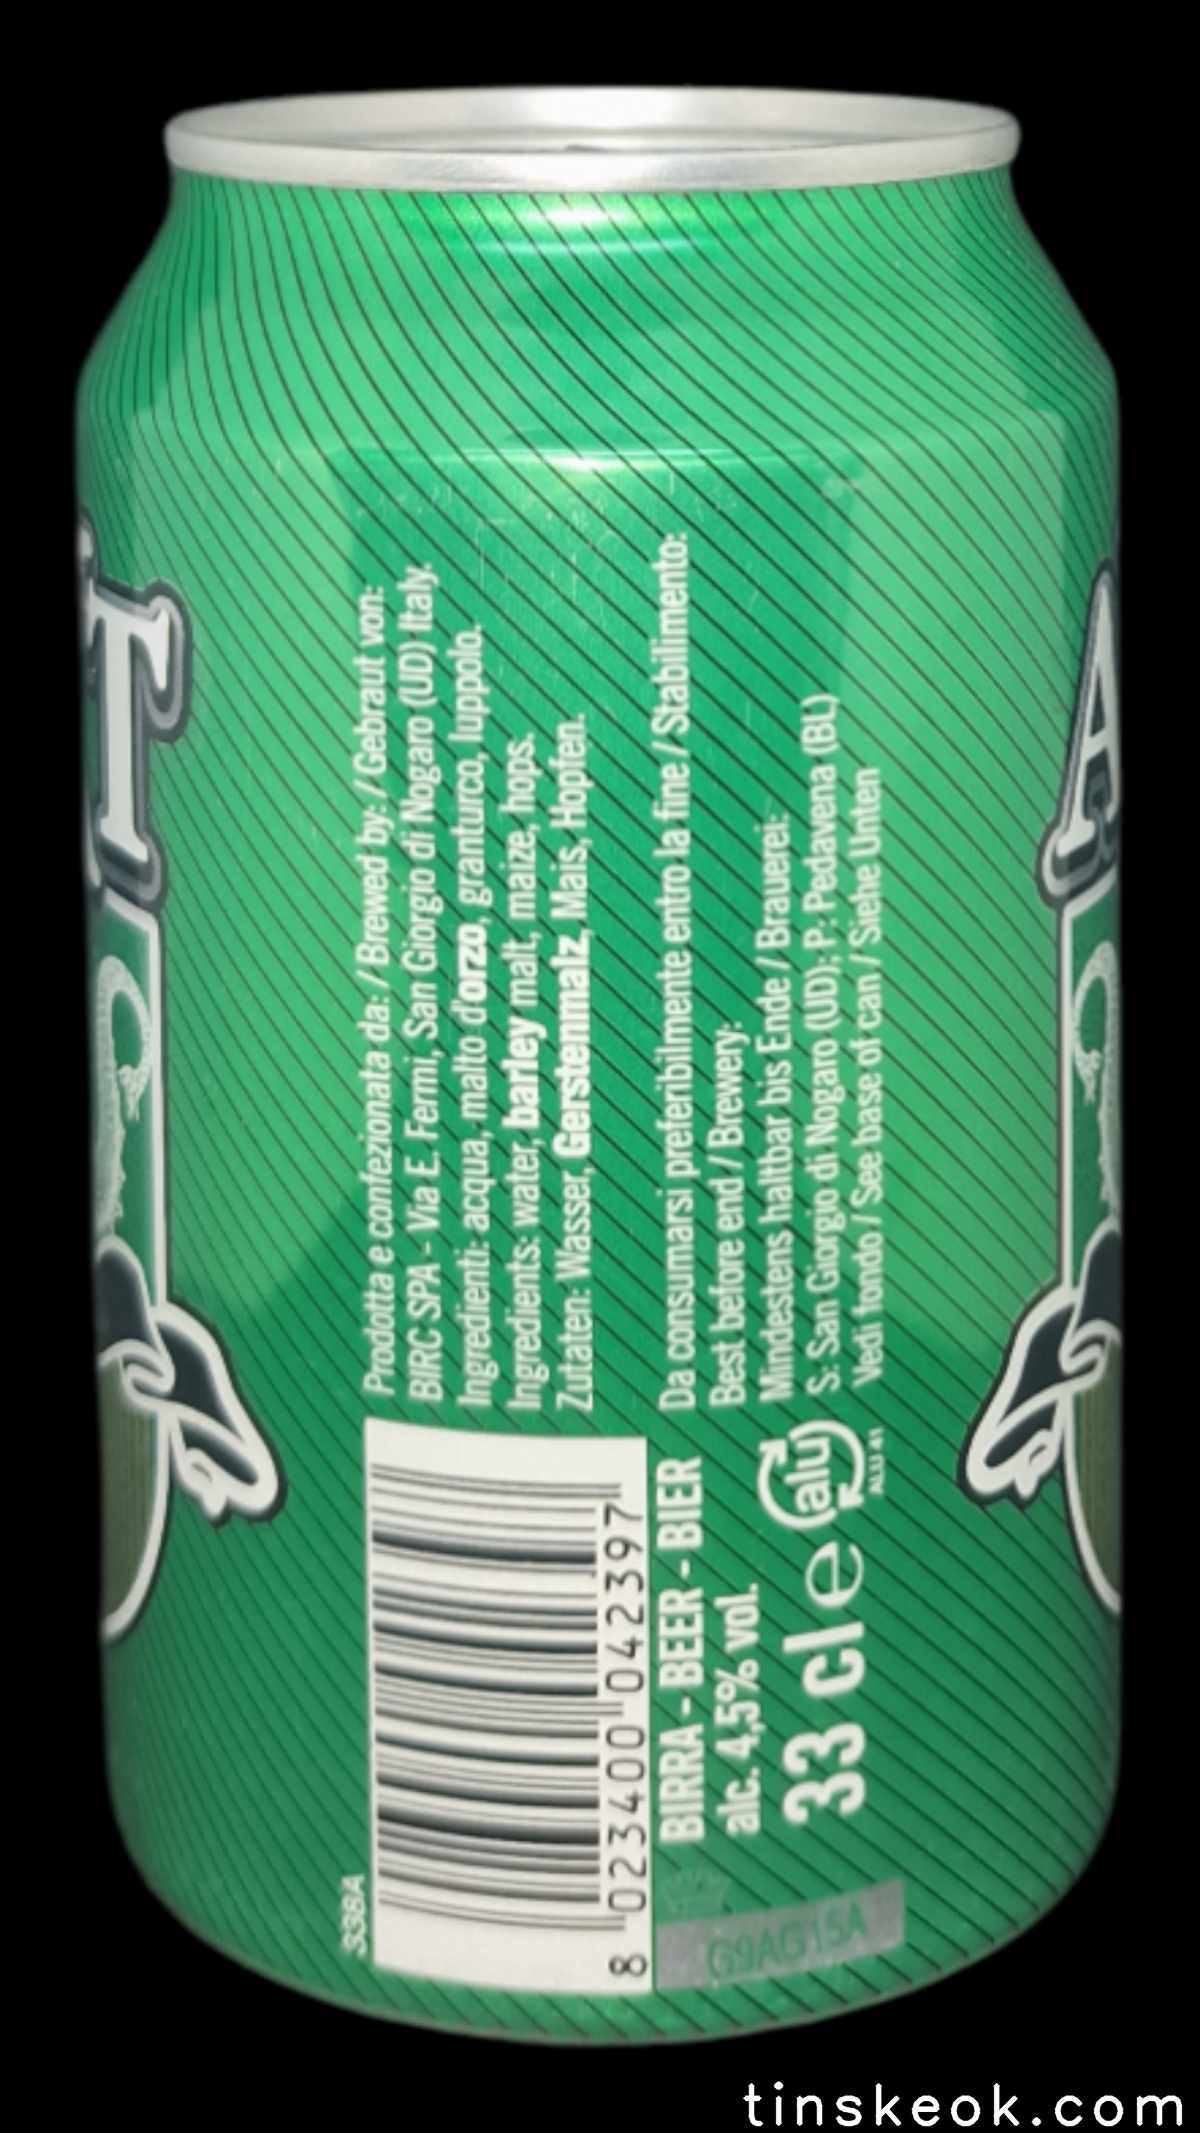 Prodotta e confezionata da: / Brewed by: / Gebraut von:
BIRC SPA - Via E. Fermi, San Giorgio di Nogaro (UD) Italy.
Ingredienti: acqua, malto d'orzo, granturco, luppolo.
Ingredients: water, barley malt, maize, hops.
Zutaten: Wasser, Gerstenmalz, Mais, Hopfen.
Da consumarsi preferibilmente entro la fine / Stabilimento:
Best before end / Brewery:
Mindestens haltbar bis Ende / Brauerei:
S: San Giorgio di Nogaro (UD); P: Pedavena (BL)
Vedi fondo / See base of can / Siehe Unten
338A
8 023400 042397
BIRRA - BEER - BIER
alc. 4,5% vol.
33 cl e
alu
ALU 41
G9AG15A
T
A
tinskeok.com